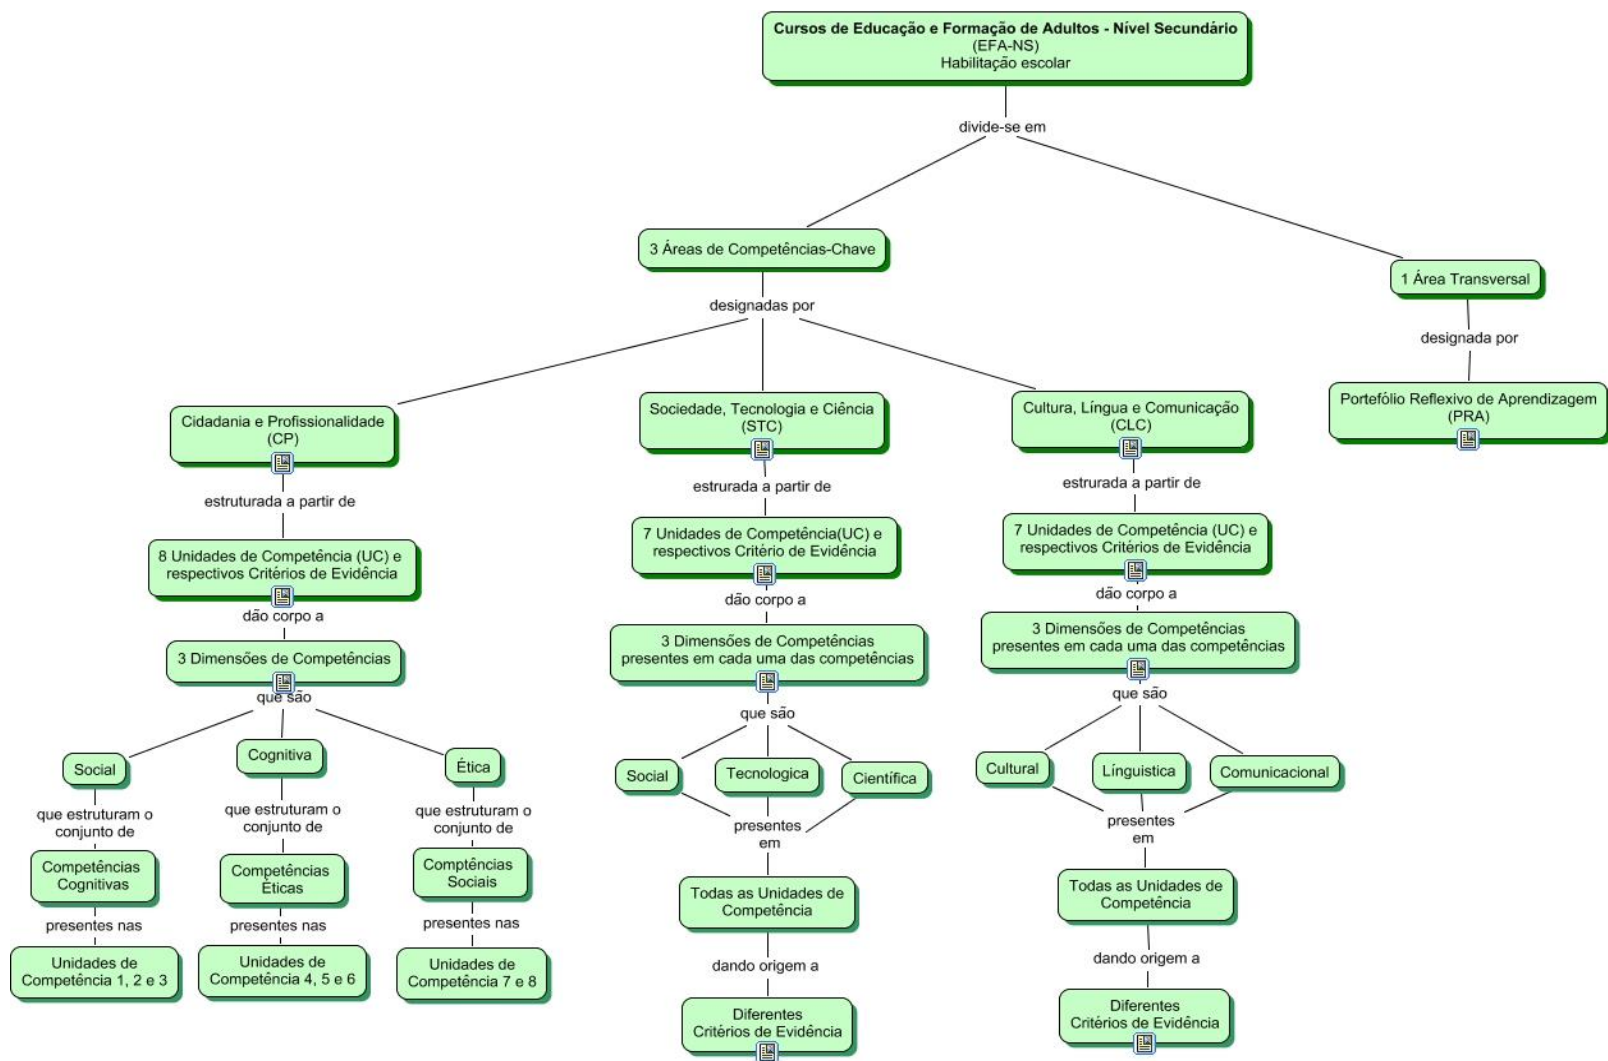 Cursos de Educação e Formação de Adultos - Nível Secundário
(EFA-NS)
Habilitação escolar
divide-se em
3 Áreas de Competências-Chave
1 Área Transversal
designadas por
designada por
Cidadania e Profissionalidade
(CP)
Sociedade, Tecnologia e Ciência
(STC)
Cultura, Língua e Comunicação
(CLC)
Portefólio Reflexivo de Aprendizagem
(PRA)
estruturada a partir de
estrurada a partir de
estrurada a partir de
8 Unidades de Competência (UC) e
respectivos Critérios de Evidência
7 Unidades de Competência(UC) e
respectivos Critério de Evidência
7 Unidades de Competência (UC) e
respectivos Critérios de Evidência
dão corpo a
dão corpo a
dão corpo a
3 Dimensões de Competências
3 Dimensões de Competências
presentes em cada uma das competências
3 Dimensões de Competências
presentes em cada uma das competências
que são
que são
que são
Social
Cognitiva
Ética
Social
Tecnologica
Científica
Cultural
Línguistica
Comunicacional
que estruturam o
conjunto de
que estruturam o
conjunto de
que estruturam o
conjunto de
presentes
em
presentes
em
Competências
Cognitivas
Competências
Èticas
Comptências
Sociais
Todas as Unidades de
Competência
Todas as Unidades de
Competência
presentes nas
presentes nas
presentes nas
Unidades de
Competência 1, 2 e 3
Unidades de
Competência 4, 5 e 6
Unidades de
Competência 7 e 8
dando origem a
dando origem a
Diferentes
Critérios de Evidência
Diferentes
Critérios de Evidência